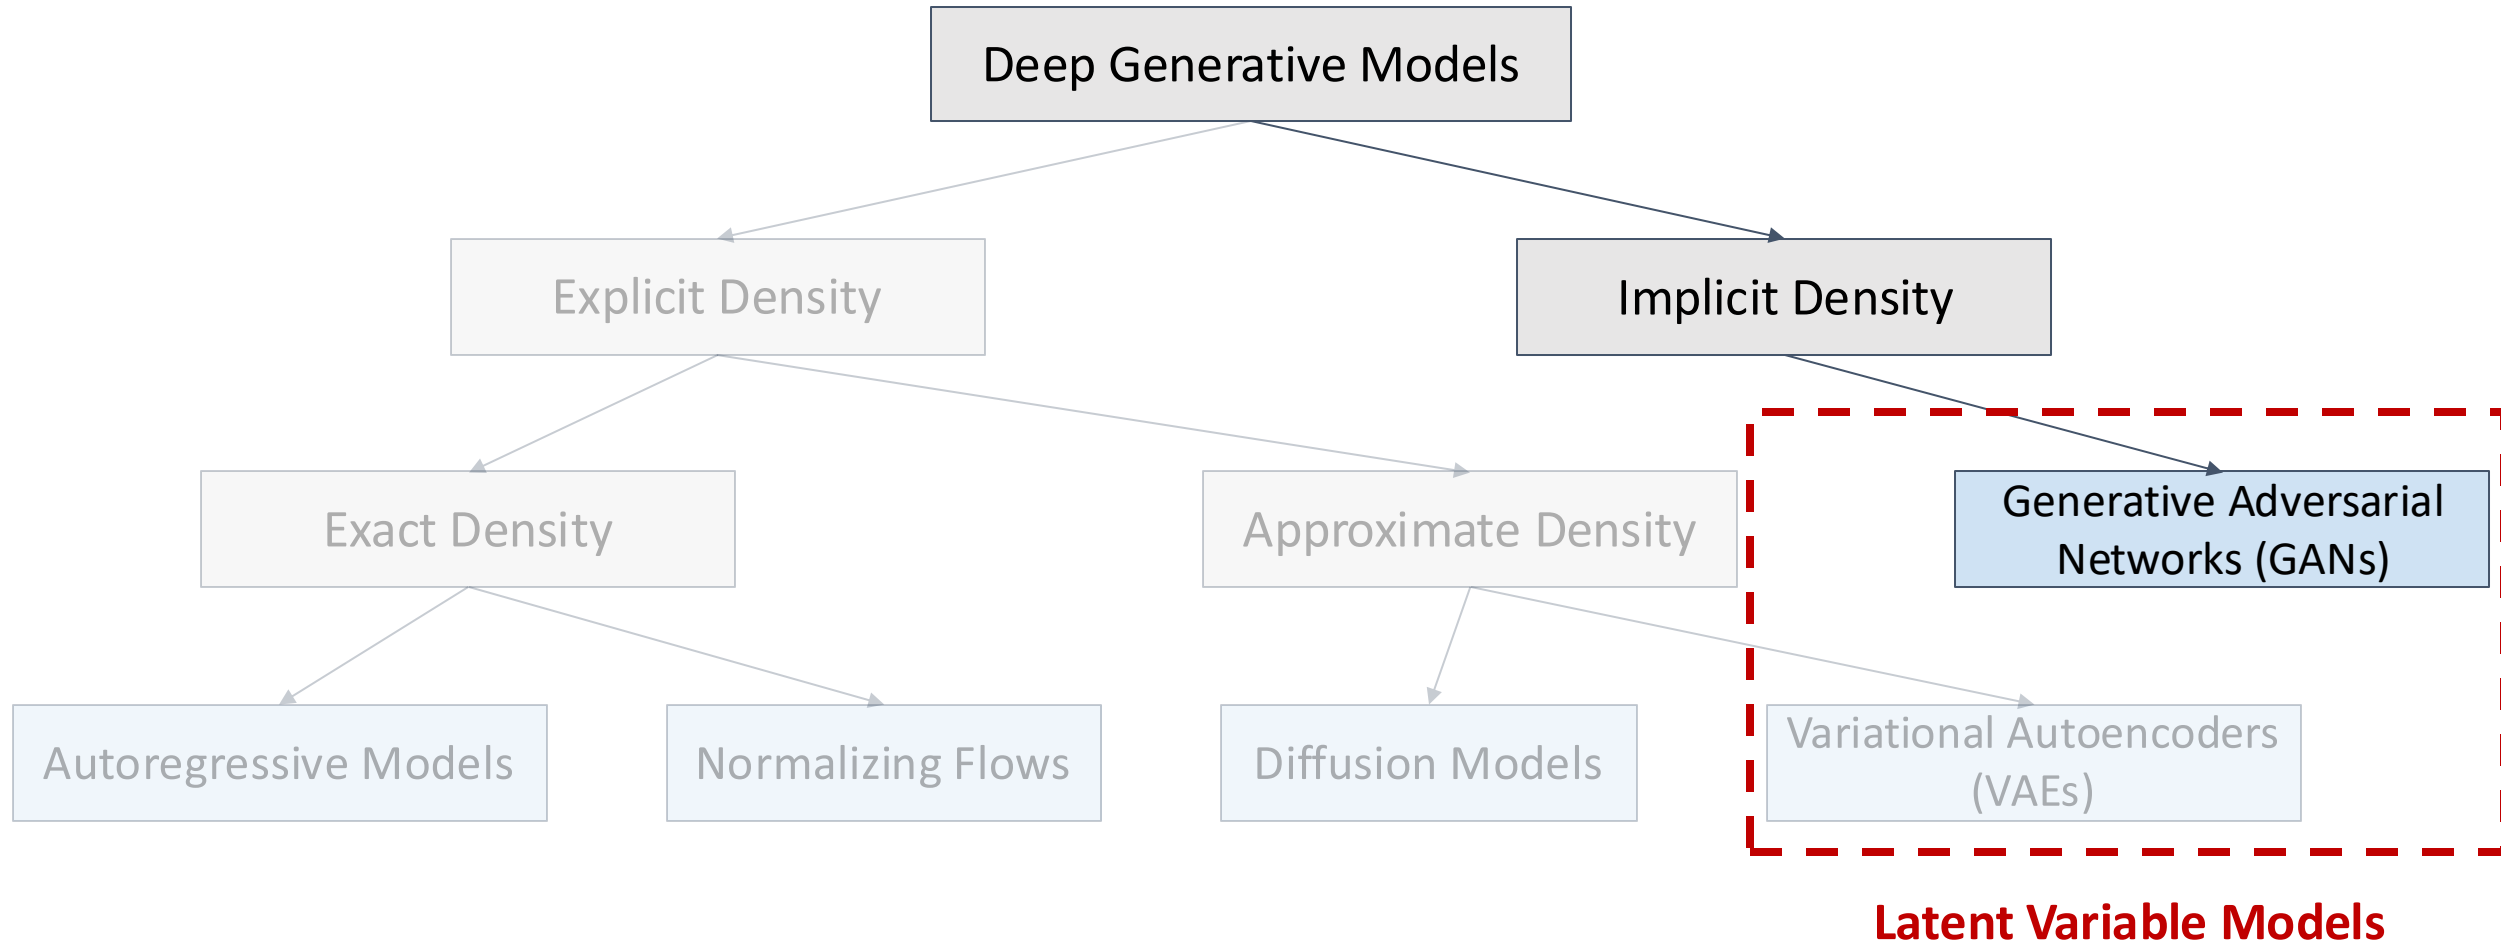 Deep Generative Models
Explicit Density
Implicit Density
Exact Density
Approximate Density
Generative Adversarial
Networks (GANs)
Autoregressive Models
Normalizing Flows
Diffusion Models
Variational Autoencoders
(VAEs)
Latent Variable Models